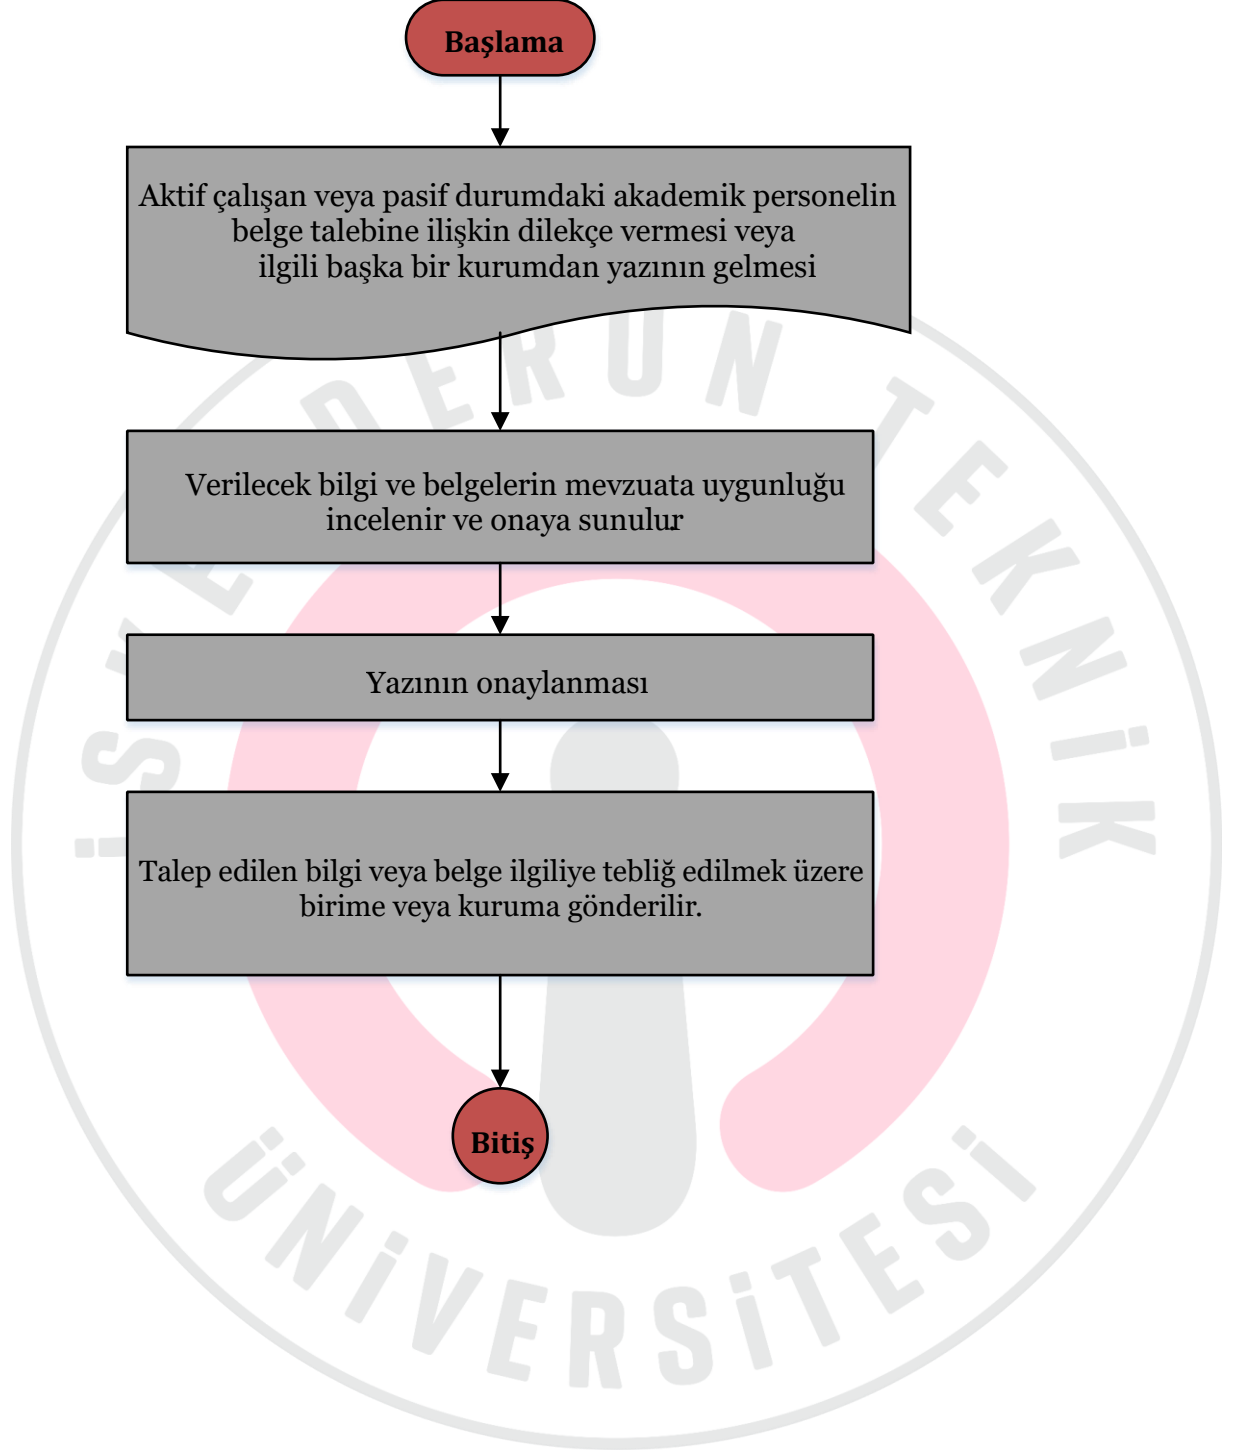 Başlama
Aktif çalışan veya pasif durumdaki akademik personelin
belge talebine ilişkin dilekçe vermesi veya
ilgili başka bir kurumdan yazının gelmesi
Verilecek bilgi ve belgelerin mevzuata uygunluğu
incelenir ve onaya sunulur.
Yazının onaylanması
Talep edilen bilgi veya belge ilgiliye tebliğ edilmek üzere
birime veya kuruma gönderilir.
Bitiş
TEKNİK
ÜNİVERSİTESİ